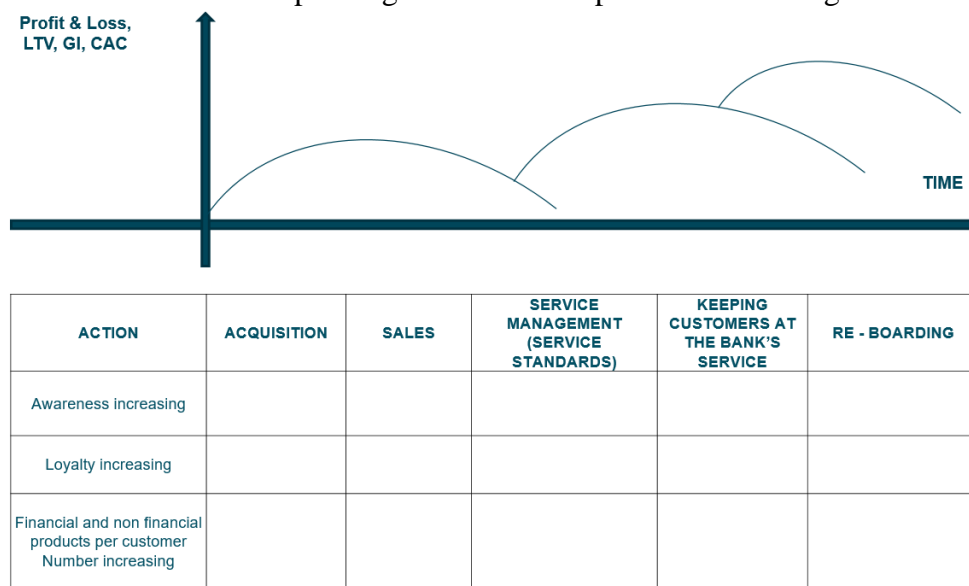 Profit & Loss,
LTV, GI, CAC
TIME
ACTION
ACQUISITION
SALES
SERVICE
MANAGEMENT
(SERVICE
STANDARDS)
KEEPING
CUSTOMERS AT
THE BANK'S
SERVICE
RE - BOARDING
Awareness increasing
Loyalty increasing
Financial and non financial
products per customer
Number increasing